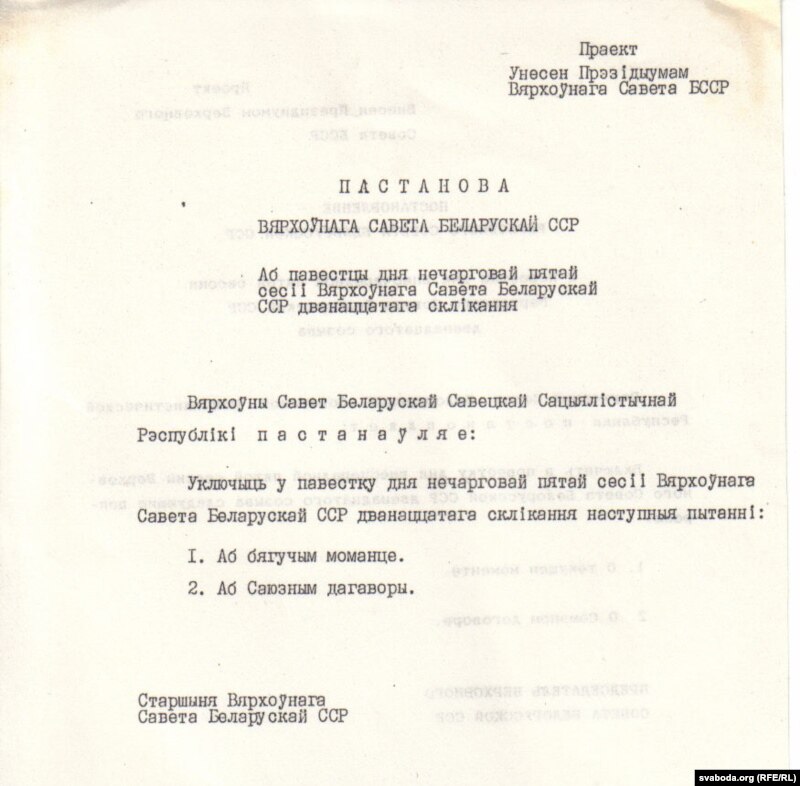 Праект
Унесен Прэзідыумам
Вярхоўнага Савета БССР
П А С Т А Н О В А
ВЯРХОЎНАГА САВЕТА БЕЛАРУСКАЙ ССР
Аб павестцы дня нечарговай пятай
сесіі Вярхоўнага Савета Беларускай
ССР дванаццатага склікання
Вярхоўны Савет Беларускай Савецкай Сацыялістычнай
Рэспублікі п а с т а н а ў л я е:
Уключыць у павестку дня нечарговай пятай сесіі Вярхоўнага
Савета Беларускай ССР дванаццатага склікання наступныя пытанні:
I. Аб бягучым моманце.
2. Аб Саюзным дагаворы.
Старшыня Вярхоўнага
Савета Беларускай ССР
svaboda.org (RFE/RL)